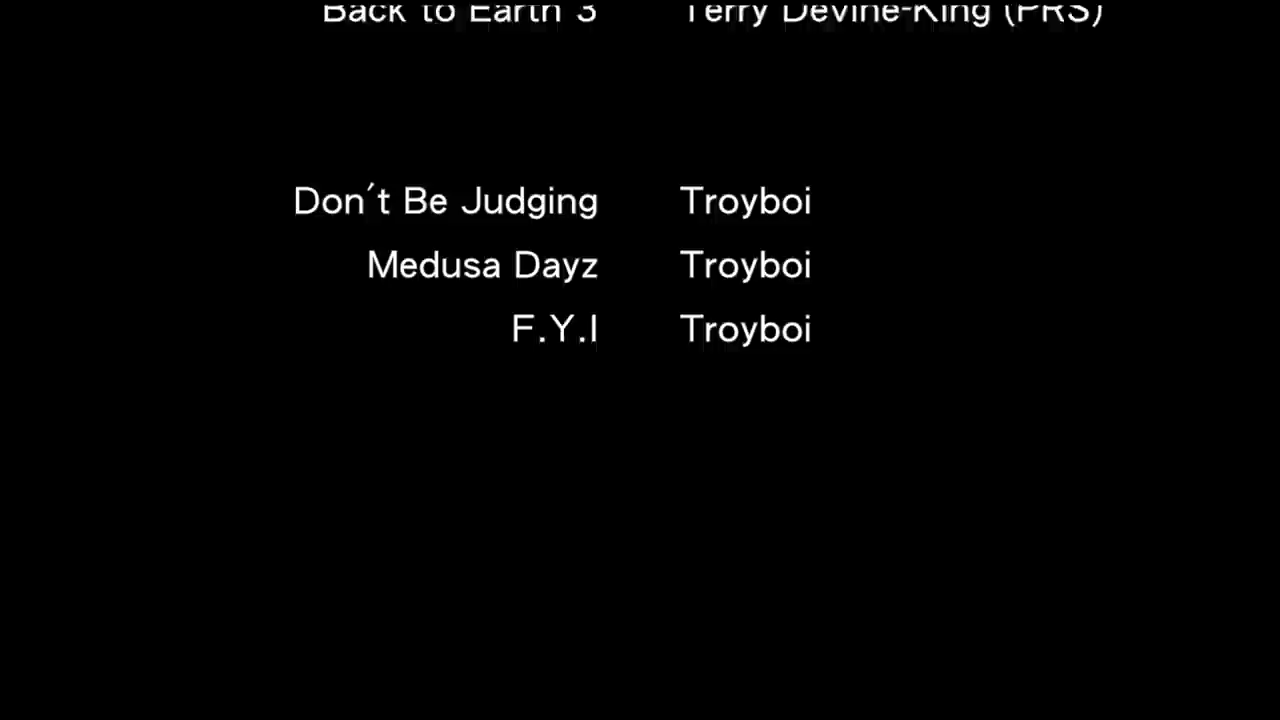 Back to Earth 3 Terry Devine-King (PRS)
Don´t Be Judging Troyboi
Medusa Dayz Troyboi
F.Y.I Troyboi